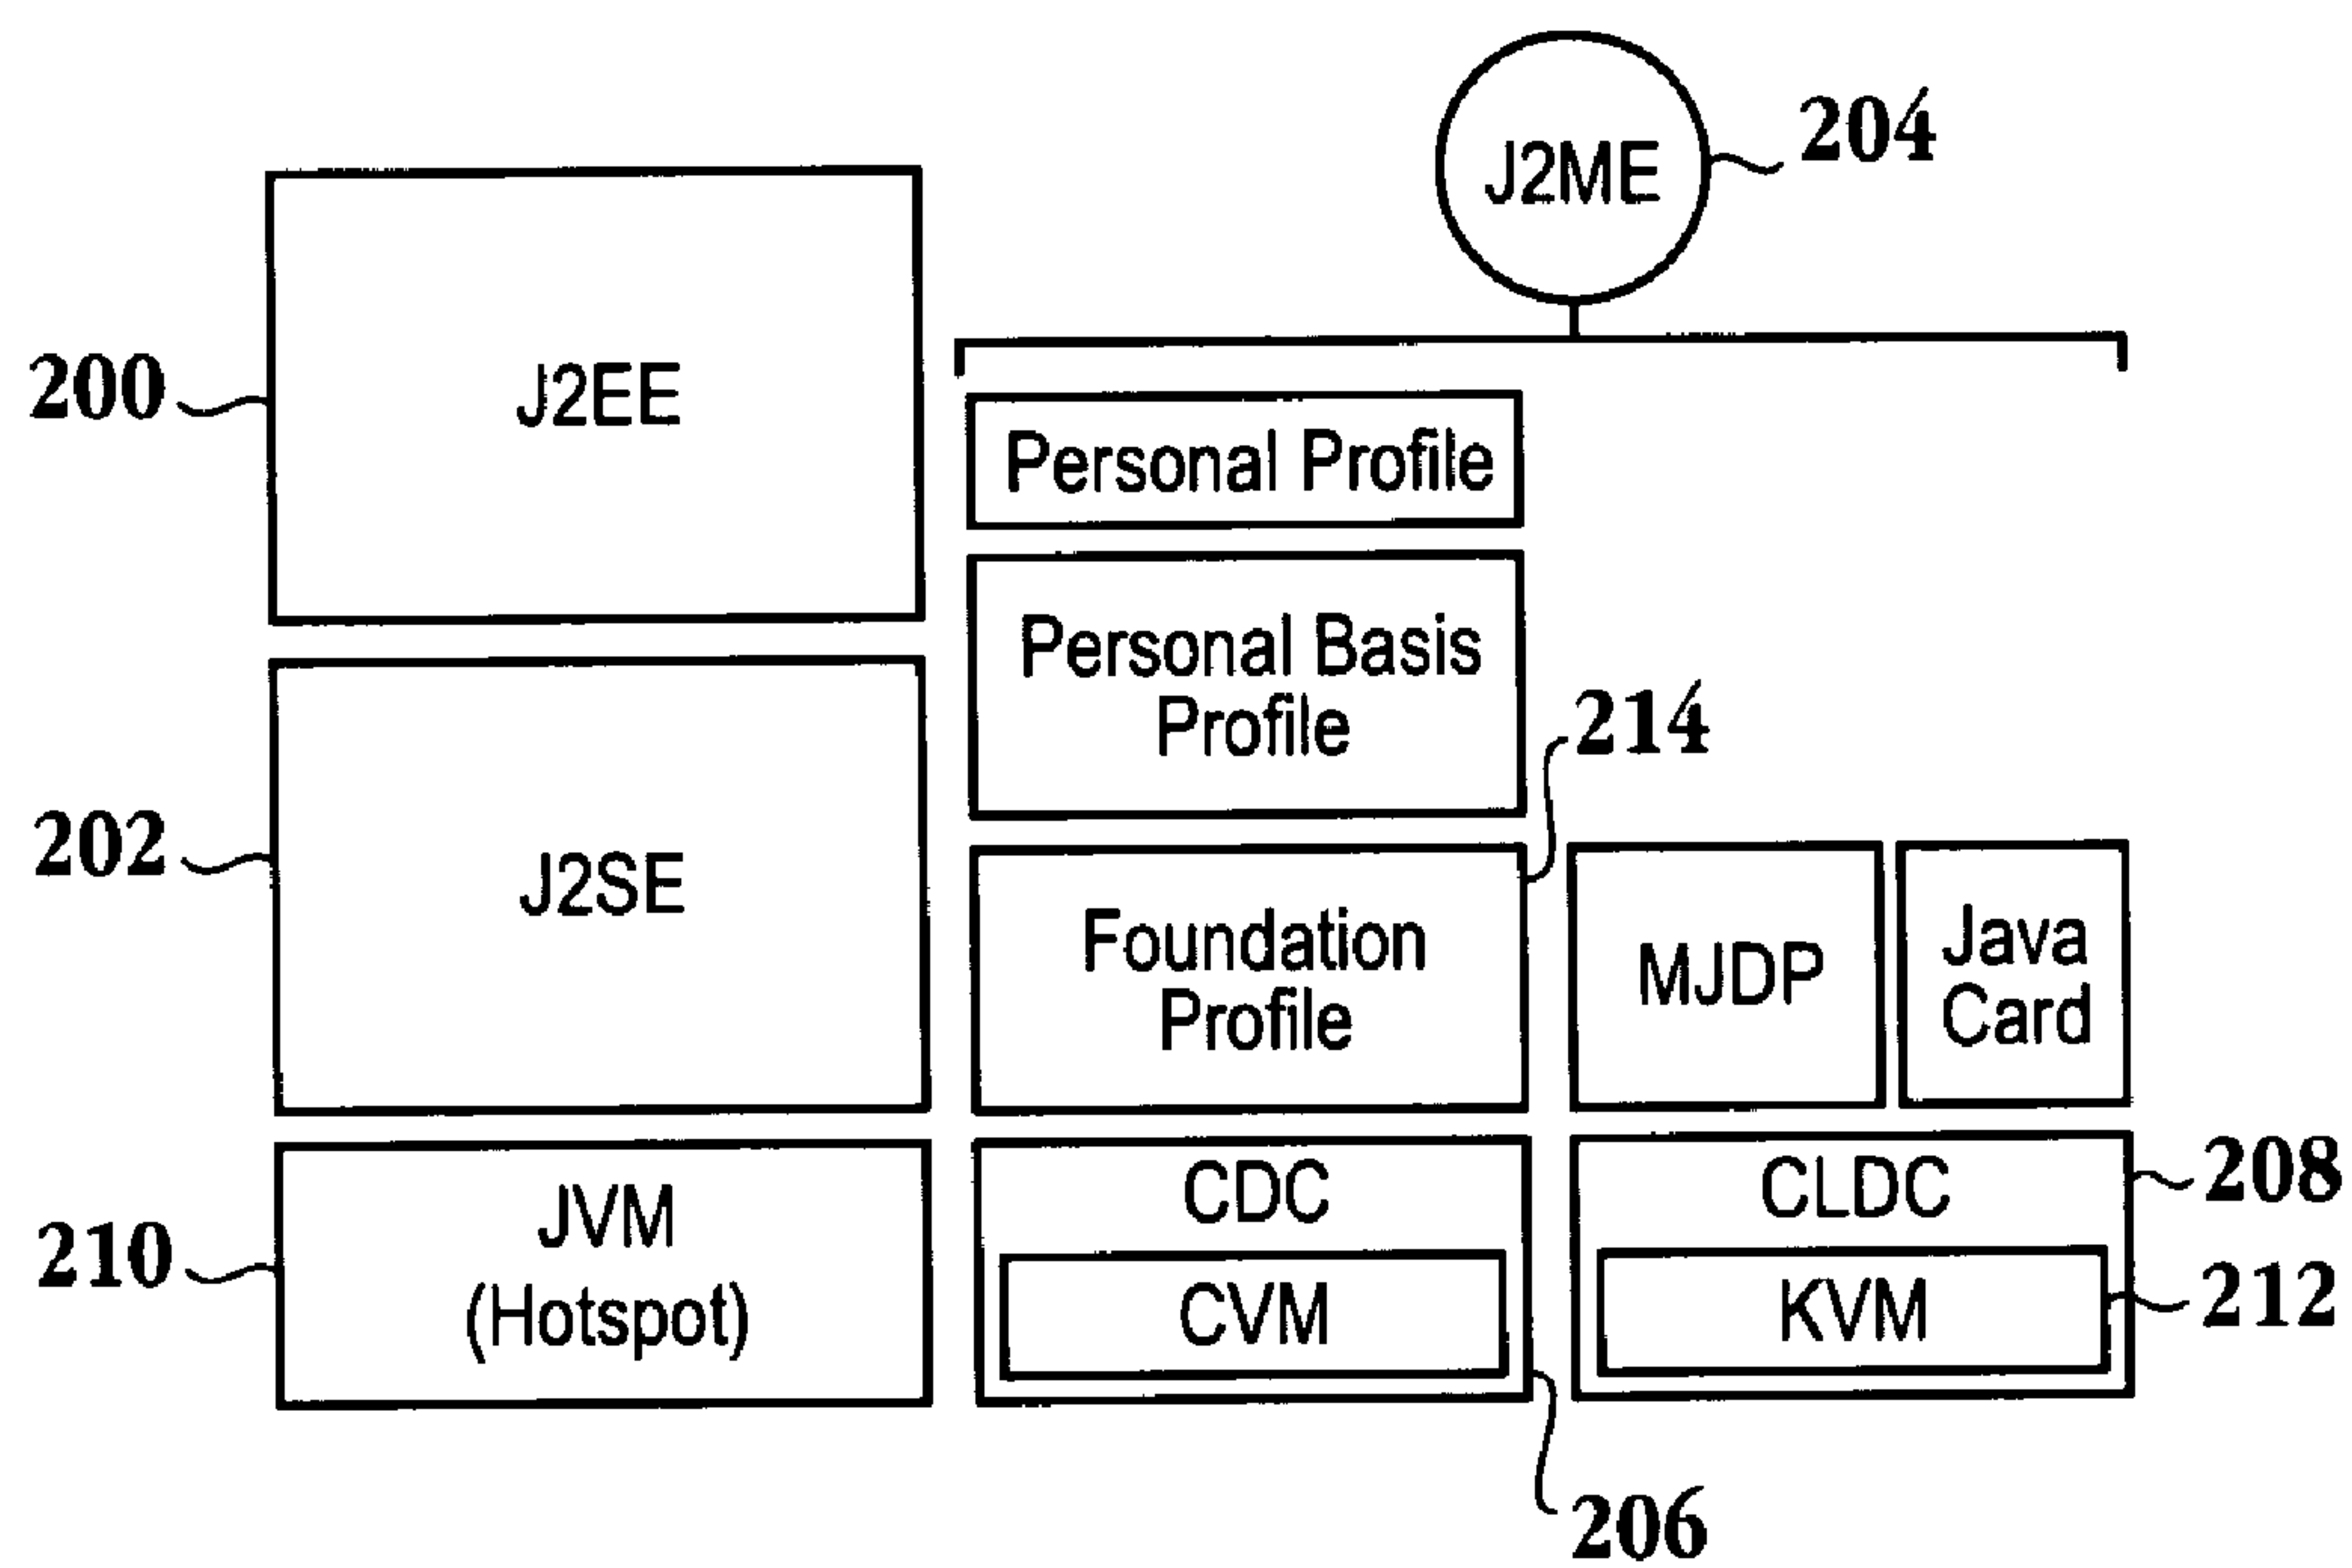 J2ME
204
200
J2EE
Personal Profile
Personal Basis
Profile
214
202
J2SE
Foundation
Profile
MJDP
Java
Card
210
JVM
(Hotspot)
CDC
CVM
CLDC
KVM
208
212
206